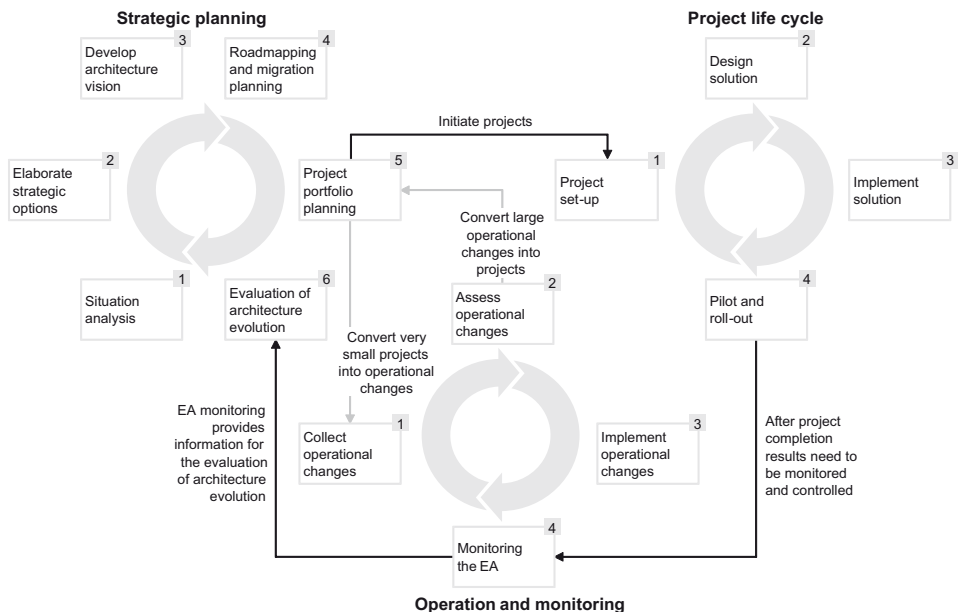 Strategic planning
Project life cycle
3
Develop
architecture
vision
4
Roadmapping
and migration
planning
2
Design
solution
Initiate projects
2
Elaborate
strategic
options
5
Project
portfolio
planning
1
Project
set-up
3
Implement
solution
Convert large
operational
changes into
projects
1
Situation
analysis
6
Evaluation of
architecture
evolution
2
Assess
operational
changes
4
Pilot and
roll-out
Convert very
small projects
into operational
changes
EA monitoring
provides
information for
the evaluation
of architecture
evolution
1
Collect
operational
changes
3
Implement
operational
changes
After project
completion
results need to
be monitored
and controlled
4
Monitoring
the EA
Operation and monitoring